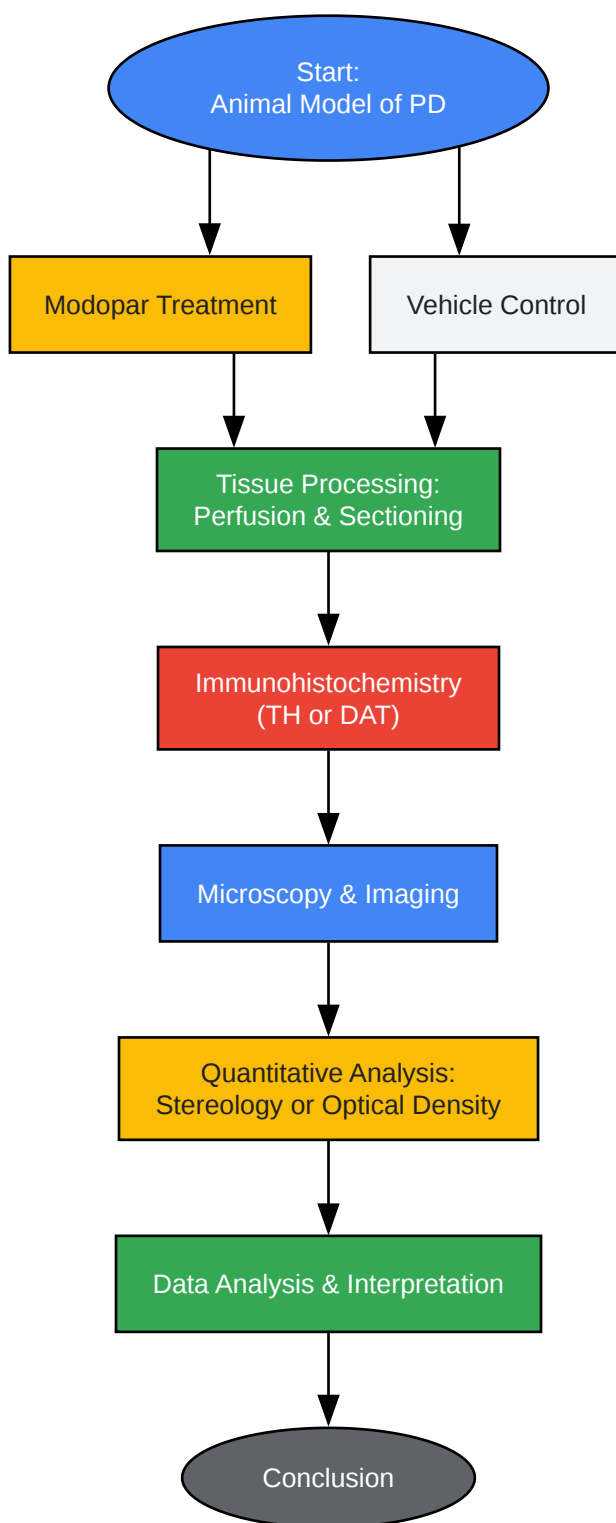 Start:
Animal Model of PD
Modopar Treatment
Vehicle Control
Tissue Processing:
Perfusion & Sectioning
Immunohistochemistry
(TH or DAT)
Microscopy & Imaging
Quantitative Analysis:
Stereology or Optical Density
Data Analysis & Interpretation
Conclusion